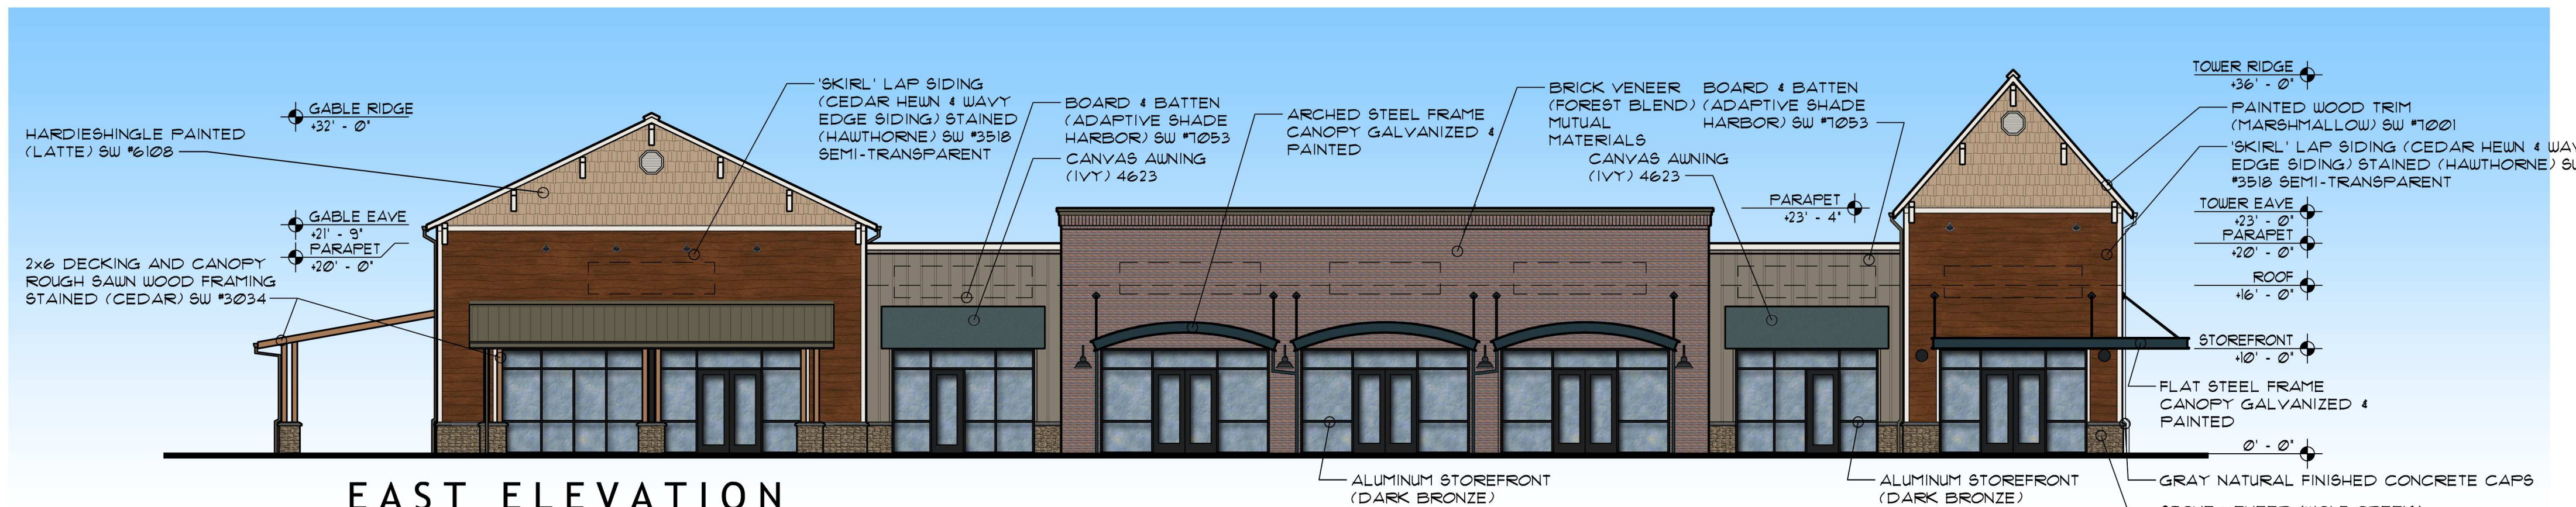 GABLE RIDGE
+32' - 0"
HARDIESHINGLE PAINTED
(LATTE) SW #6108
GABLE EAVE
+21' - 9"
PARAPET
+20' - 0"
2x6 DECKING AND CANOPY
ROUGH SAWN WOOD FRAMING
STAINED (CEDAR) SW #3034
'SKIRL' LAP SIDING
(CEDAR HEWN & WAVY
EDGE SIDING) STAINED
(HAWTHORNE) SW #3518
SEMI-TRANSPARENT
BOARD & BATTEN
(ADAPTIVE SHADE
HARBOR) SW #7053
CANVAS AWNING
(IVY) 4623
ARCHED STEEL FRAME
CANOPY GALVANIZED &
PAINTED
BRICK VENEER
(FOREST BLEND)
MUTUAL
MATERIALS
BOARD & BATTEN
(ADAPTIVE SHADE
HARBOR) SW #7053
CANVAS AWNING
(IVY) 4623
PARAPET
+23' - 4"
TOWER RIDGE
+36' - 0"
PAINTED WOOD TRIM
(MARSHMALLOW) SW #7001
'SKIRL' LAP SIDING (CEDAR HEWN &
EDGE SIDING) STAINED (HAWTHORNE)
#3518 SEMI-TRANSPARENT
TOWER EAVE
+23' - 0"
PARAPET
+20' - 0"
ROOF
+16' - 0"
STOREFRONT
+10' - 0"
FLAT STEEL FRAME
CANOPY GALVANIZED &
PAINTED
0' - 0"
GRAY NATURAL FINISHED CONCRETE CAPS
ALUMINUM STOREFRONT
(DARK BRONZE)
ALUMINUM STOREFRONT
(DARK BRONZE)
EAST ELEVATION